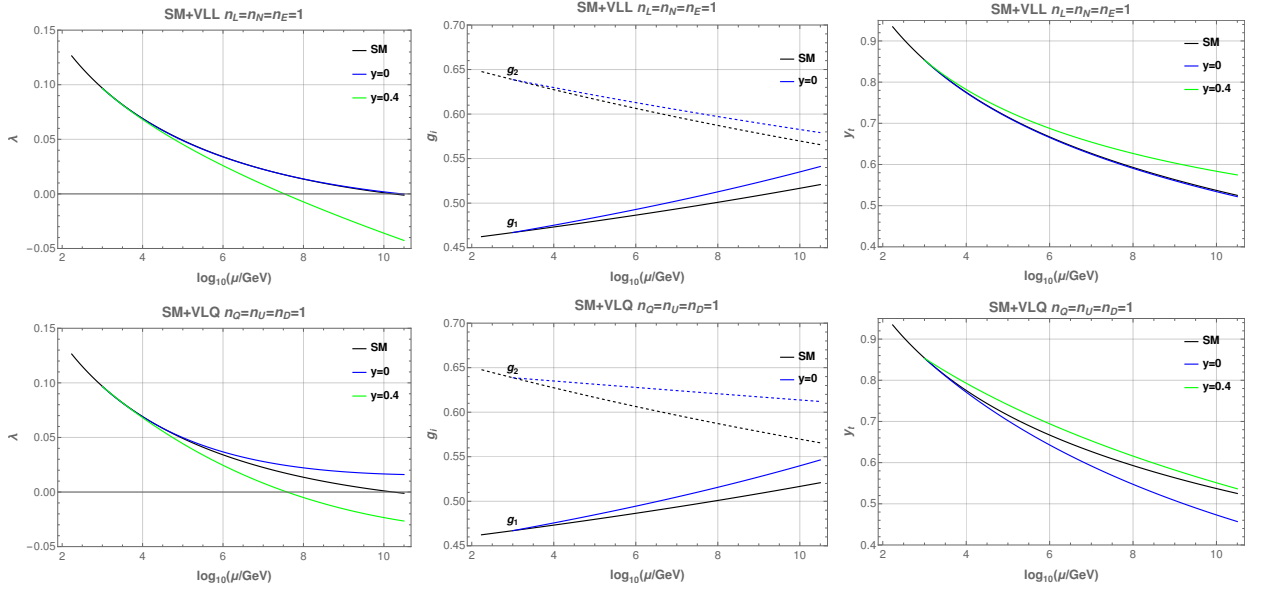 SM+VLL n_L=n_N=n_E=1
0.15
0.10
0.05
0.00
−0.05
λ
SM
y=0
y=0.4
2 4 6 8 10
log10(μ/GeV)
SM+VLL n_L=n_N=n_E=1
0.70
0.65
0.60
0.55
0.50
0.45
g_i
g_2
g_1
SM
y=0
2 4 6 8 10
log10(μ/GeV)
SM+VLL n_L=n_N=n_E=1
0.9
0.8
0.7
0.6
0.5
0.4
y_t
SM
y=0
y=0.4
2 4 6 8 10
log10(μ/GeV)
SM+VLQ n_Q=n_U=n_D=1
0.15
0.10
0.05
0.00
−0.05
λ
SM
y=0
y=0.4
2 4 6 8 10
log10(μ/GeV)
SM+VLQ n_Q=n_U=n_D=1
0.70
0.65
0.60
0.55
0.50
0.45
g_i
g_2
g_1
SM
y=0
2 4 6 8 10
log10(μ/GeV)
SM+VLQ n_Q=n_U=n_D=1
0.9
0.8
0.7
0.6
0.5
0.4
y_t
SM
y=0
y=0.4
2 4 6 8 10
log10(μ/GeV)